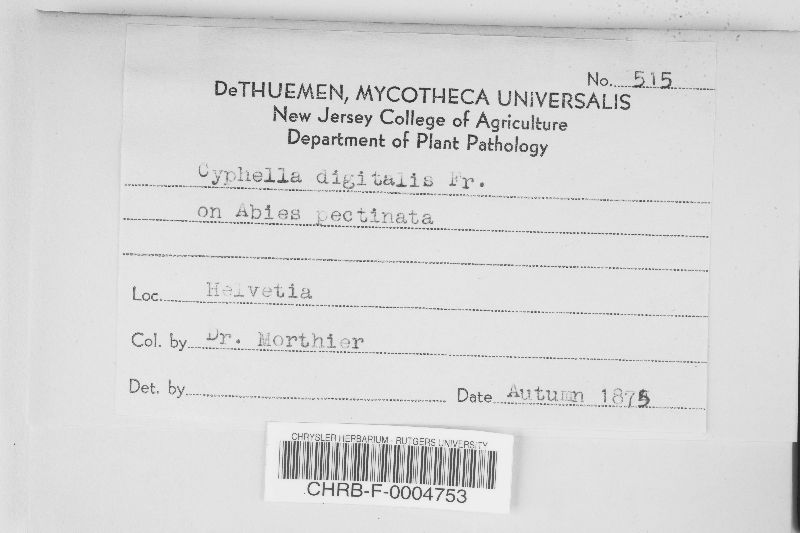 No. 515
DeTHUEMEN, MYCOTHECA UNIVERSALIS
New Jersey College of Agriculture
Department of Plant Pathology
Cyphella digitalis Fr.
on Abies pectinata
Loc. Helvetia
Col. by Dr. Morthier
Det. by
Date Autumn 1875
CHRYSLER HERBARIUM - RUTGERS UNIVERSITY
CHRB-F-0004753